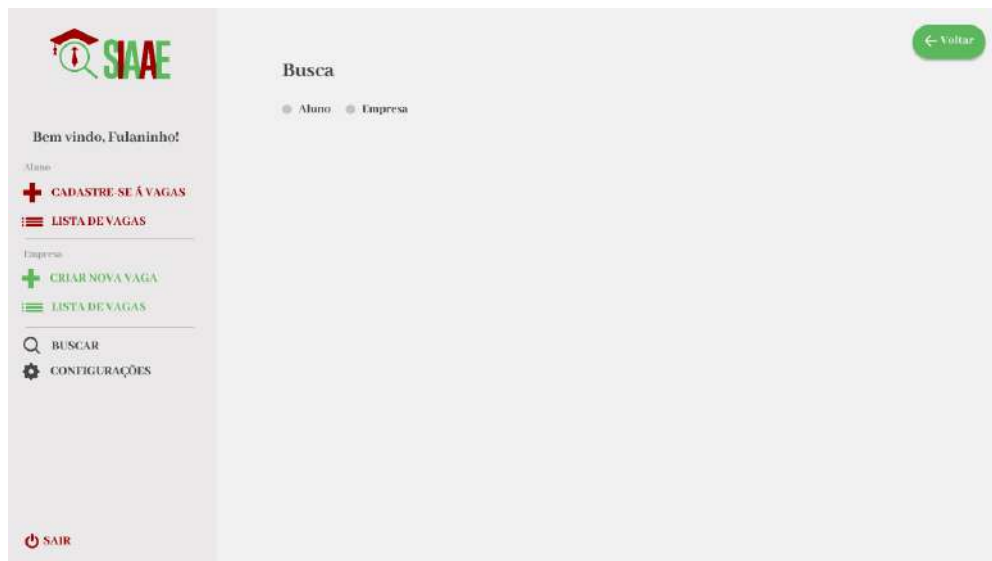 SIAAE
← Voltar
Busca
Aluno Empresa
Bem vindo, Fulaninho!
Aluno
CADASTRE-SE Á VAGAS
LISTA DE VAGAS
Empresa
CRIAR NOVA VAGA
LISTA DE VAGAS
BUSCAR
CONFIGURAÇÕES
SAIR